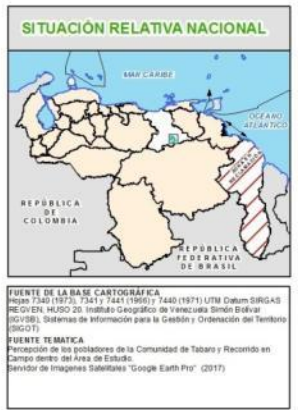 SITUACIÓN RELATIVA NACIONAL
MAR CARIBE
OCEANO
ATLANTICO
REPÚBLICA
DE
COLOMBIA
REPÚBLICA
FEDERATIVA
DE BRASIL
FUENTE DE LA BASE CARTOGRÁFICA
Hojas 7340 (1973), 7341 y 7441 (1966) y 7440 (1971) UTM Datum SIRGAS
REGVEN, HUSO 20. Instituto Geográfico de Venezuela Simón Bolívar
(IGVSB), Sistemas de Información para la Gestión y Ordenación del Territorio
(SIGOT)
FUENTE TEMATICA
Percepción de los pobladores de la Comunidad de Tabaro y Recorrido en
Campo dentro del Área de Estudio.
Servidor de Imagenes Satelitales "Google Earth Pro" (2017)